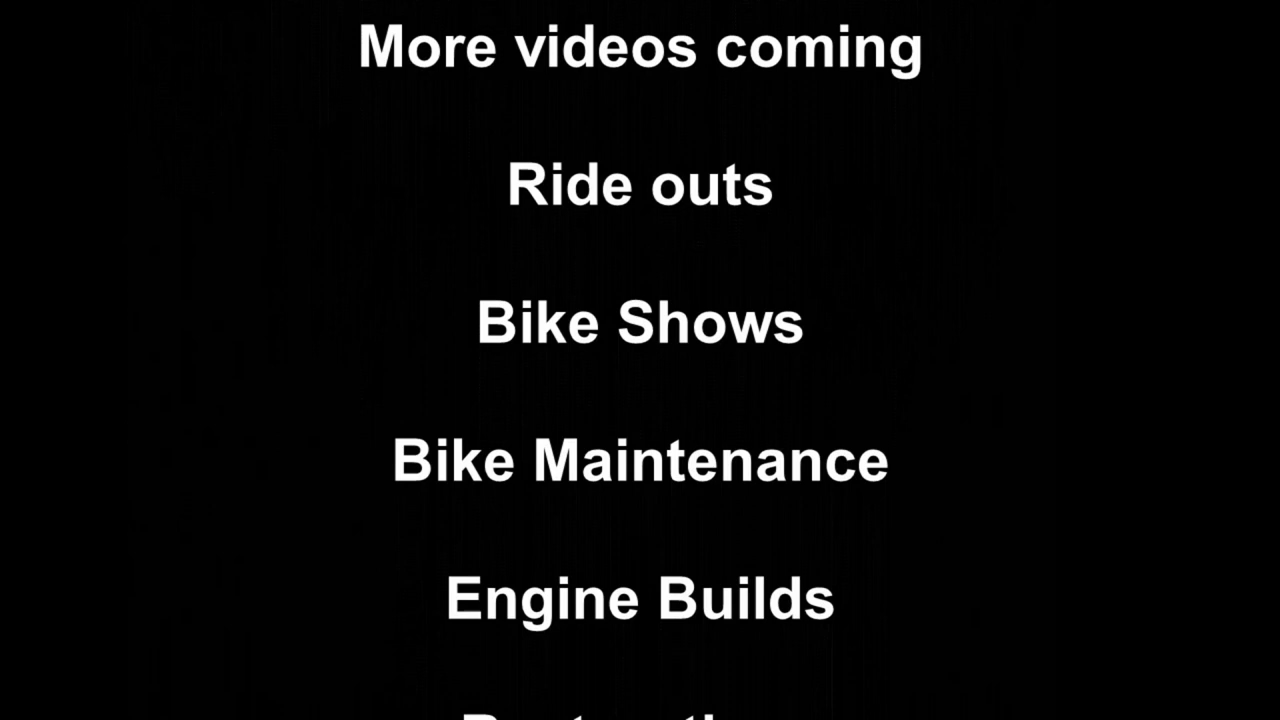 More videos coming
Ride outs
Bike Shows
Bike Maintenance
Engine Builds